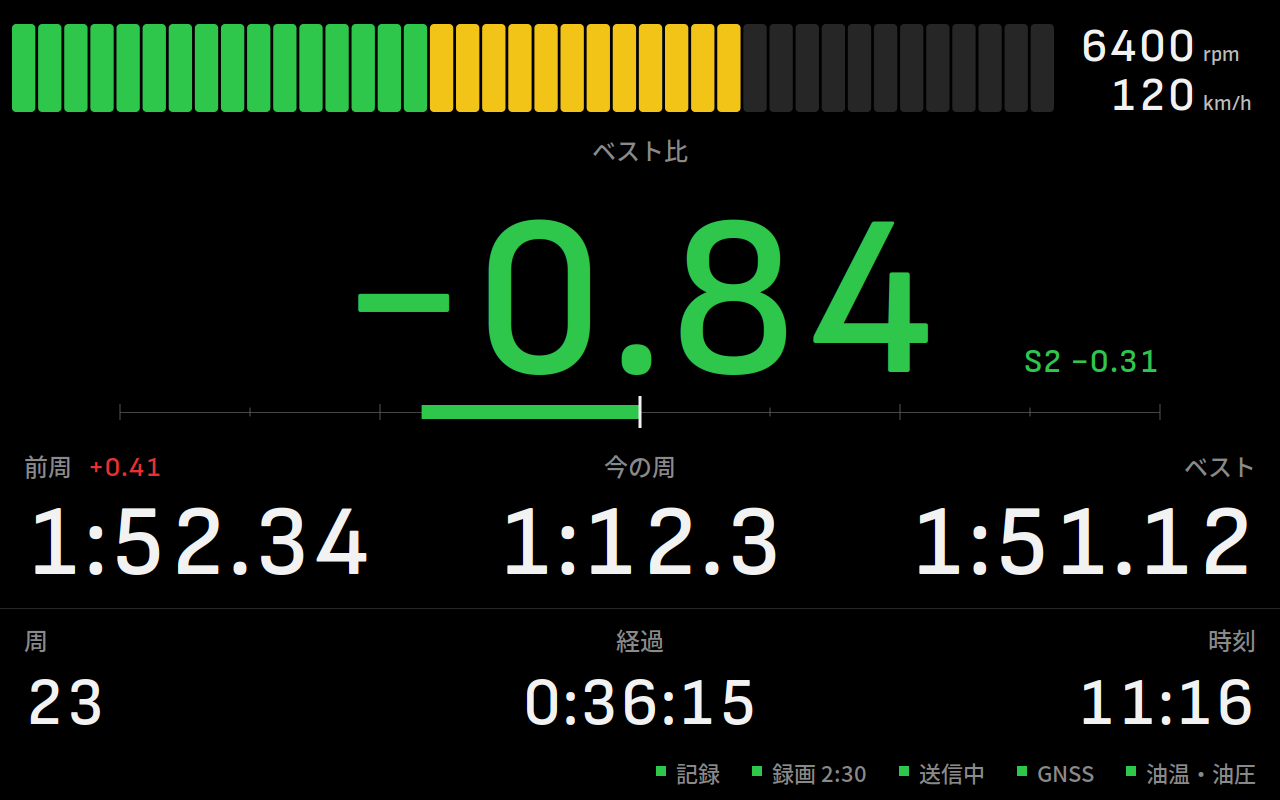 6400 rpm
120 km/h
ベスト比
−0.84
S2 −0.31
前周 +0.41 今の周 ベスト
1:52.34 1:12.3 1:51.12
周 経過 時刻
23 0:36:15 11:16
記録 録画 2:30 送信中 GNSS 油温・油圧